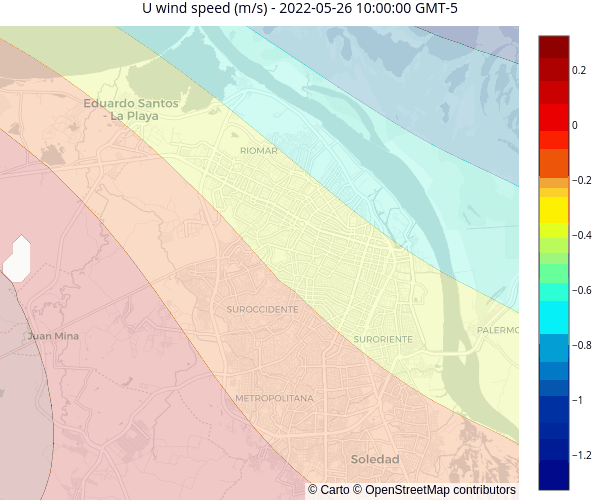 U wind speed (m/s) - 2022-05-26 10:00:00 GMT-5
0.2
Eduardo Santos
- La Playa
0
RIOMAR
−0.2
−0.4
−0.6
SUROCCIDENTE
PALERMO
Juan Mina
SURORIENTE
−0.8
METROPOLITANA
−1
Soledad
−1.2
© Carto © OpenStreetMap contributors